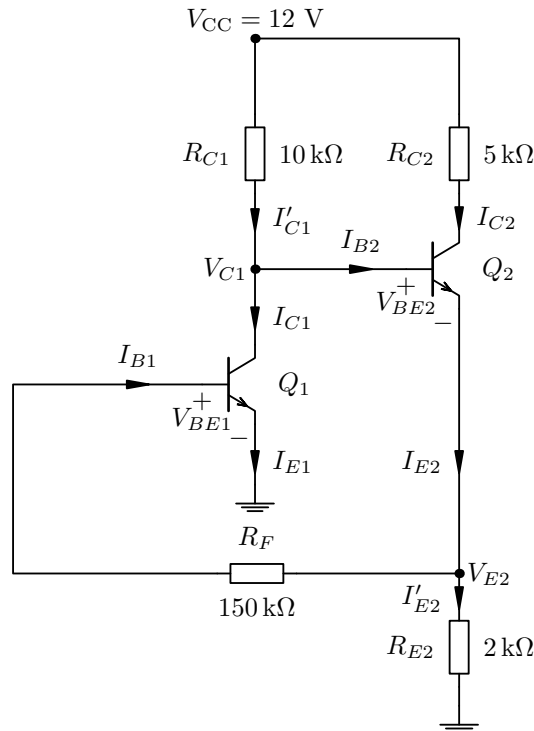 V_CC = 12 V
R_C1 10 kΩ R_C2 5 kΩ
I'_C1 I_C2
I_B2
V_C1 + Q_2
V_BE2
−
I_C1
I_B1
+ Q_1
V_BE1
−
I_E1 I_E2
R_F
V_E2
150 kΩ I'_E2
R_E2 2 kΩ